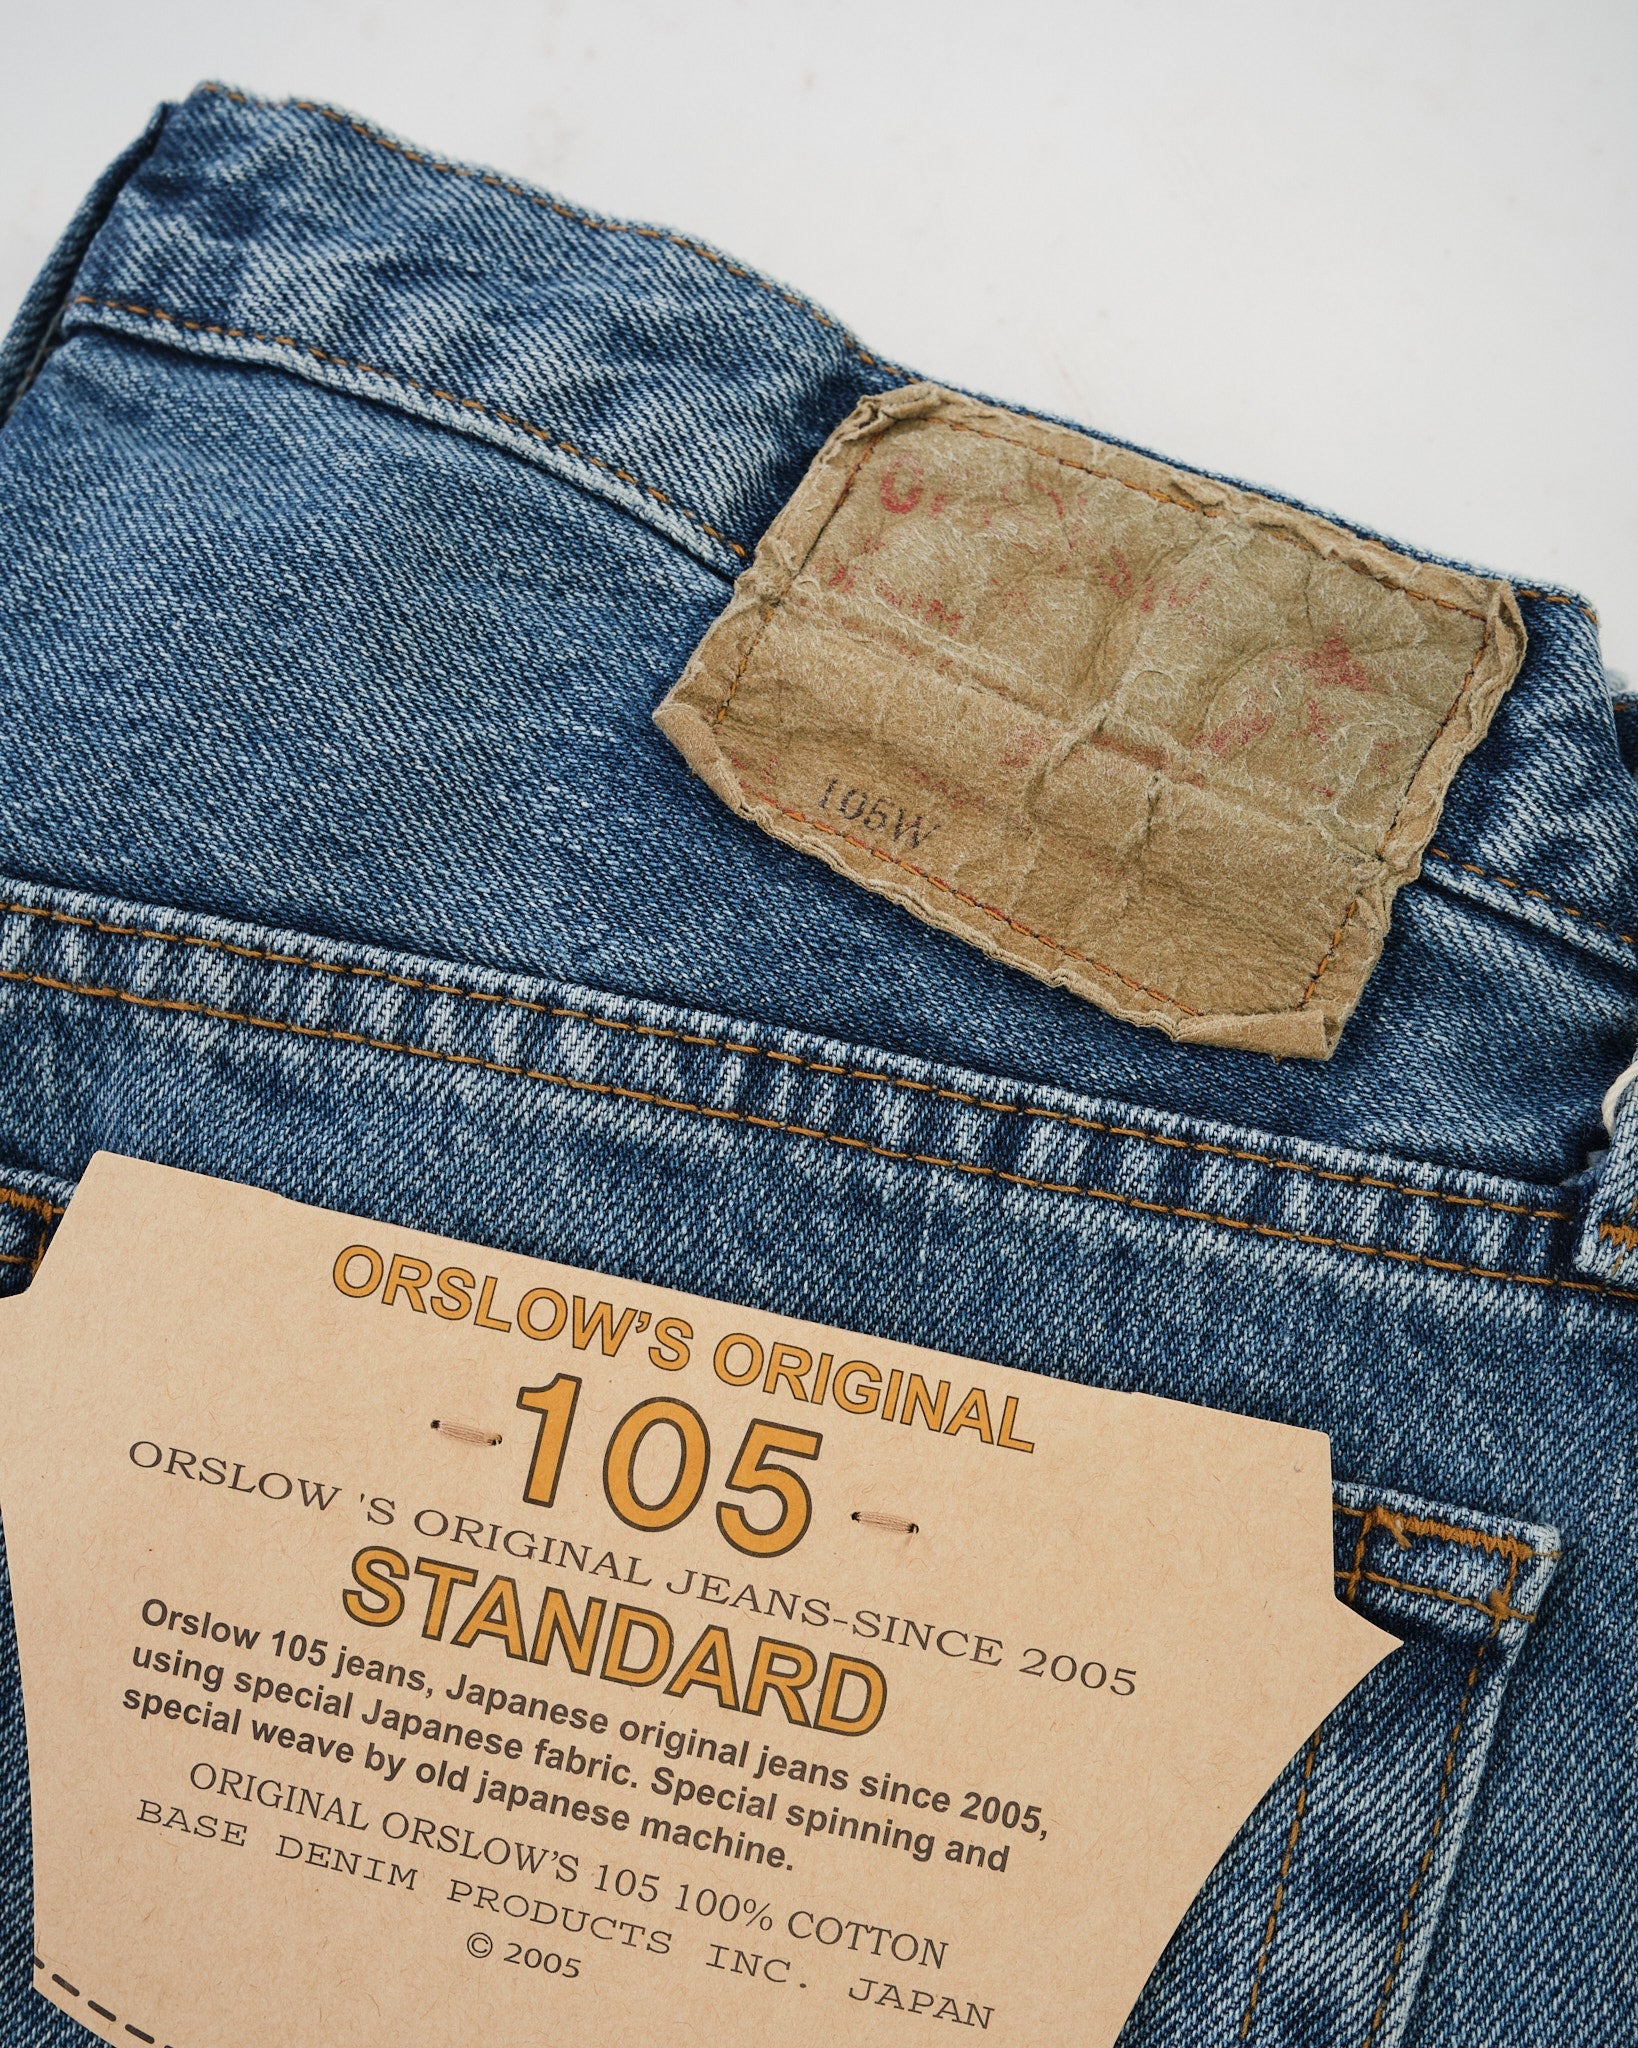 105W
ORSLOW'S ORIGINAL
105
ORSLOW 'S ORIGINAL JEANS-SINCE 2005
STANDARD
Orslow 105 jeans, Japanese original jeans since 2005,
using special Japanese fabric. Special spinning and
special weave by old japanese machine.
ORIGINAL ORSLOW'S 105 100% COTTON
BASE DENIM PRODUCTS INC. JAPAN
© 2005